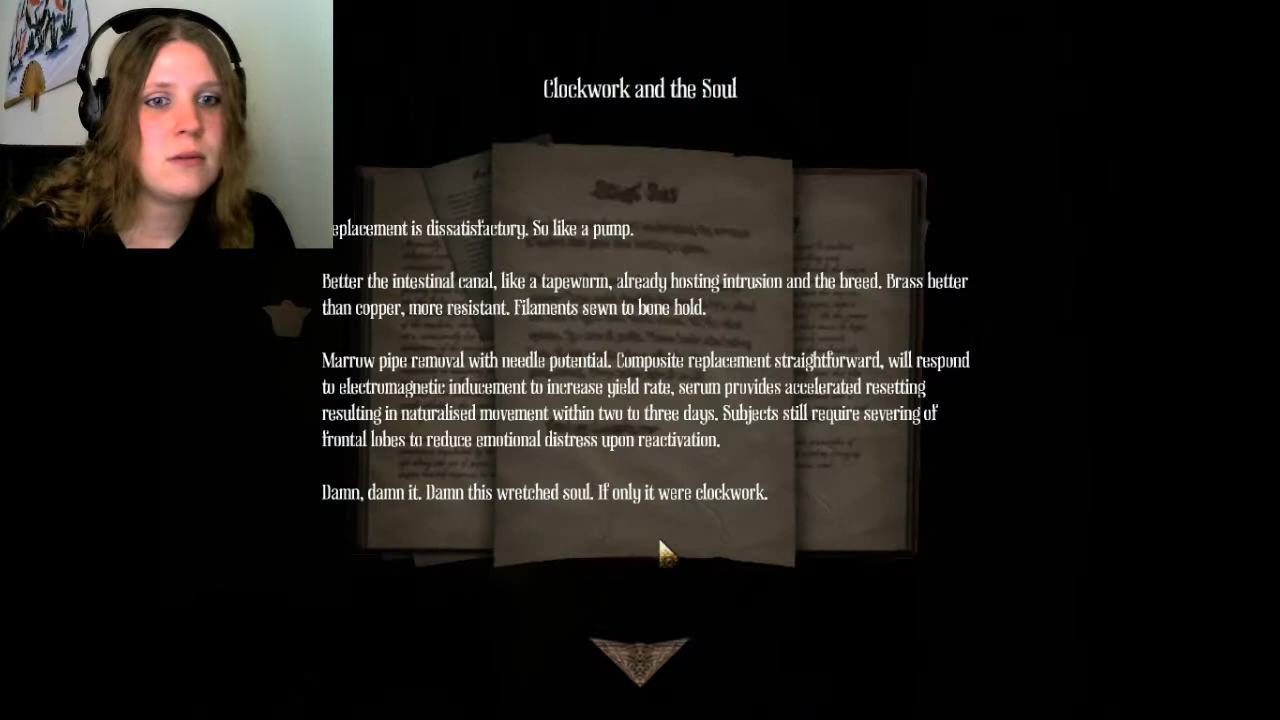 Clockwork and the Soul
eplacement is dissatisfactory. So like a pump.
Better the intestinal canal, like a tapeworm, already hosting intrusion and the breed. Brass better
than copper, more resistant. Filaments sewn to bone hold.
Marrow pipe removal with needle potential. Composite replacement straightforward, will respond
to electromagnetic inducement to increase yield rate, serum provides accelerated resetting
resulting in naturalised movement within two to three days. Subjects still require severing of
frontal lobes to reduce emotional distress upon reactivation.
Damn, damn it. Damn this wretched soul. If only it were clockwork.